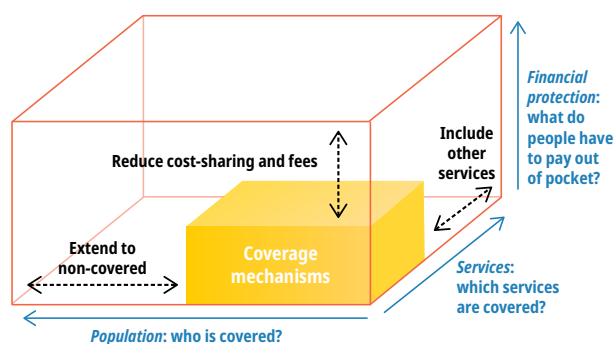 Financial
protection:
what do
people have
to pay out
of pocket?
Include
other
services
Reduce cost-sharing and fees
Extend to
non-covered
Coverage
mechanisms
Services:
which services
are covered?
Population: who is covered?